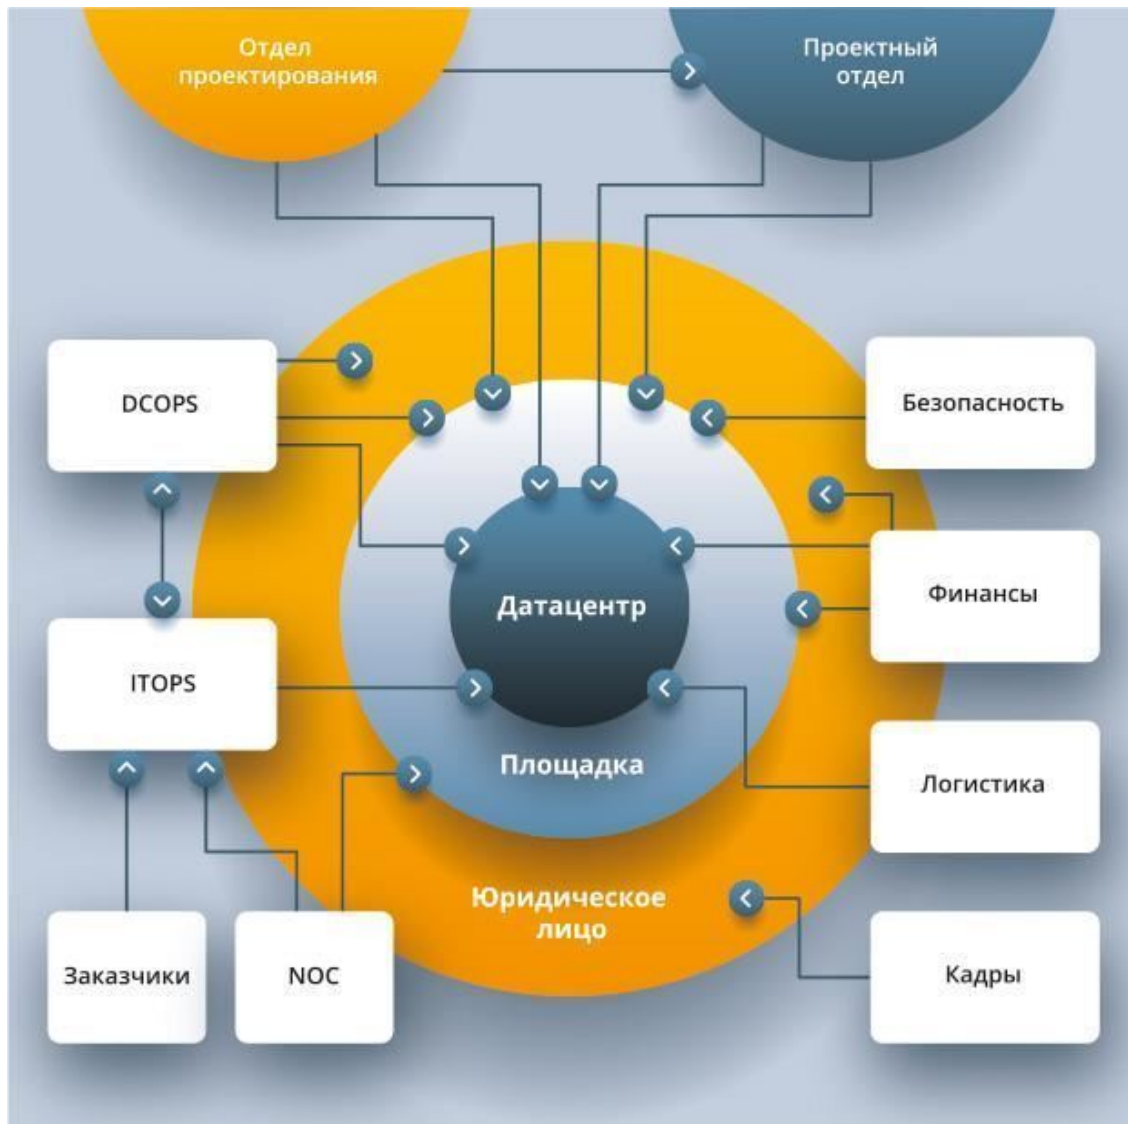 Отдел
проектирования
Проектный
отдел
DCOPS
Безопасность
Финансы
Датацентр
ITOPS
Площадка
Логистика
Юридическое
лицо
Заказчики
NOC
Кадры